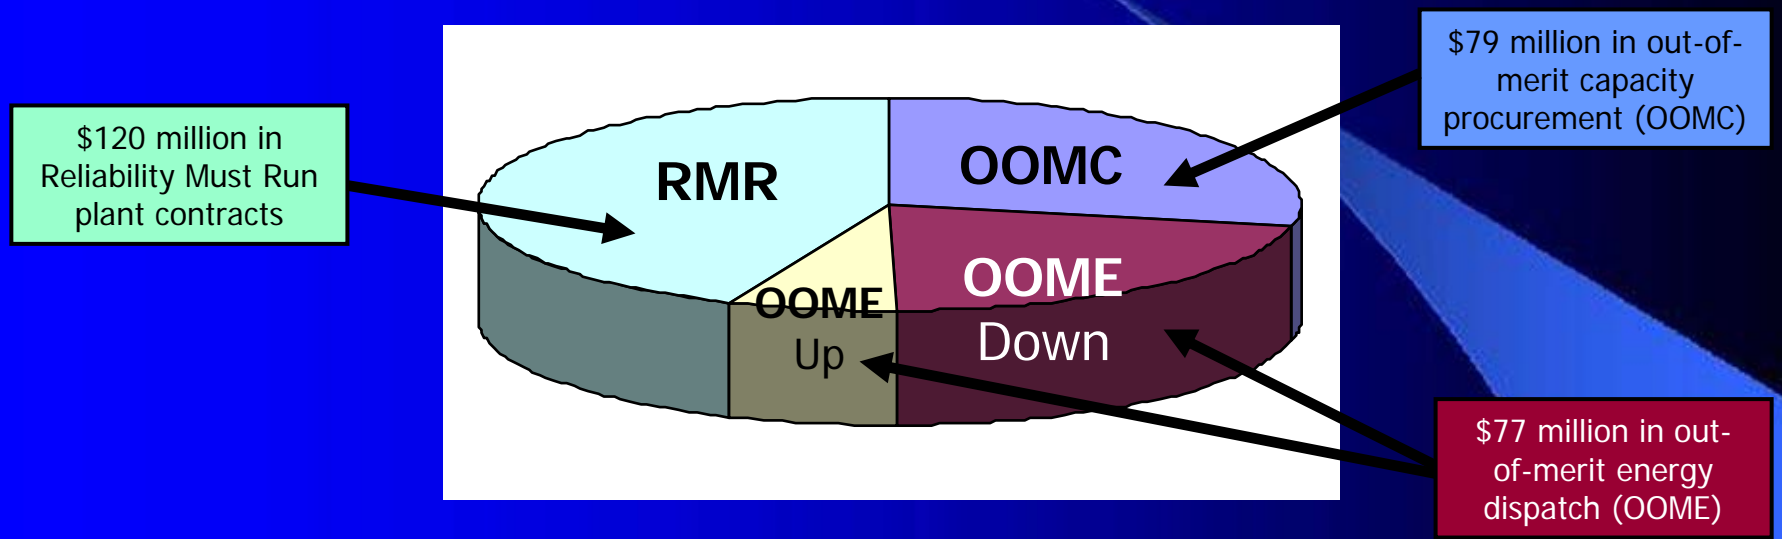 $79 million in out-of-
merit capacity
procurement (OOMC)
$120 million in
Reliability Must Run
plant contracts
RMR
OOMC
OOME
Up
OOME
Down
$77 million in out-
of-merit energy
dispatch (OOME)